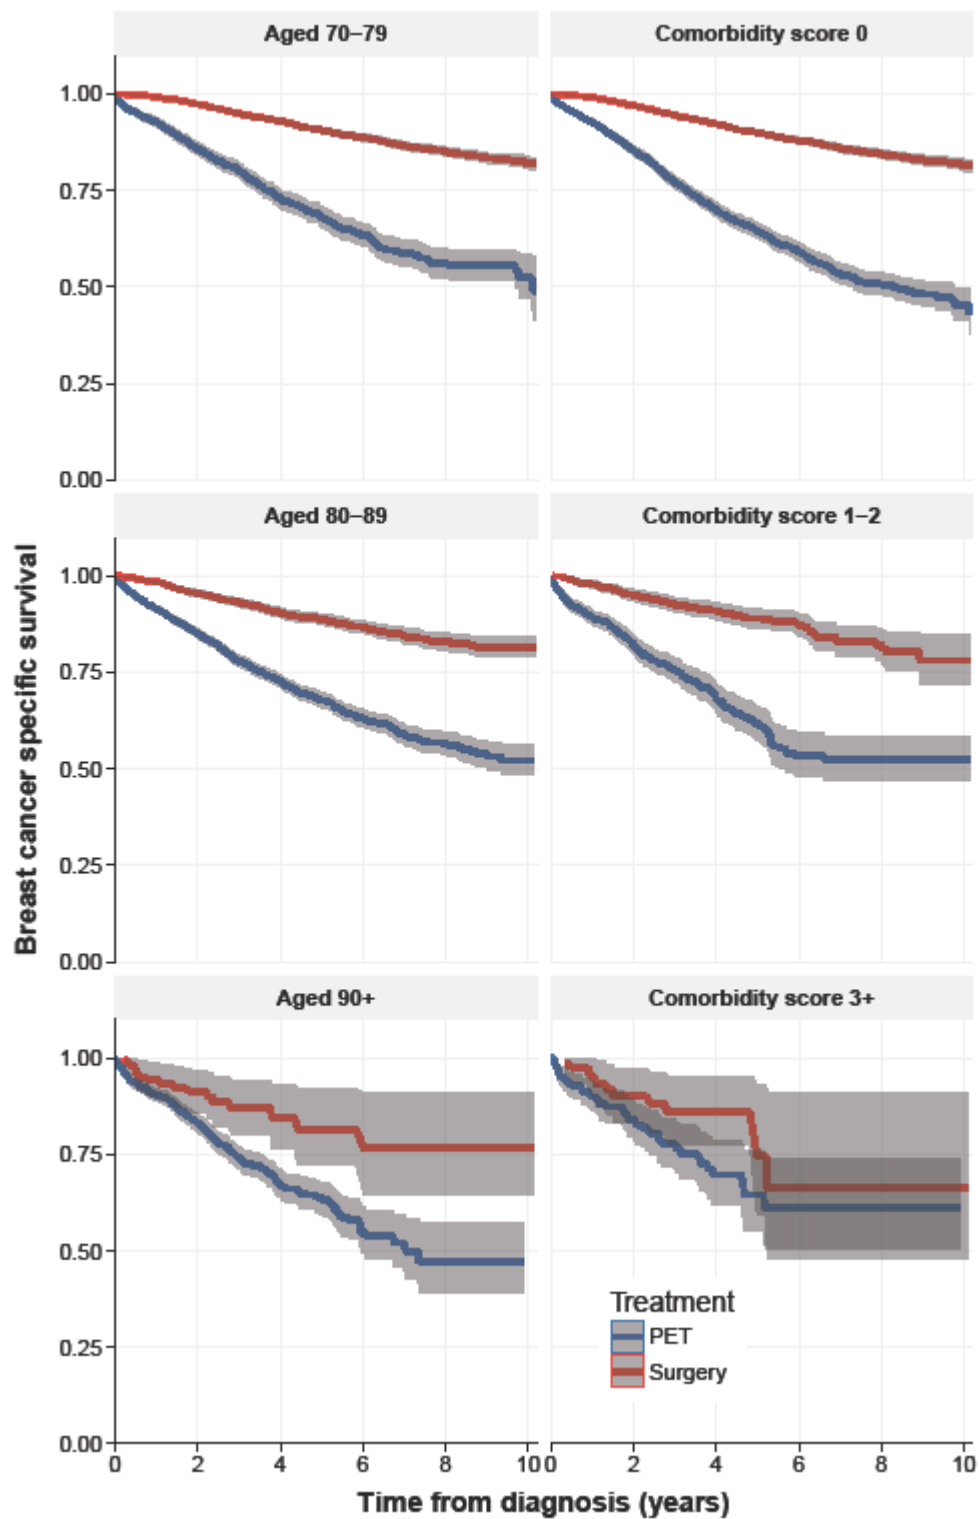 Aged 70–79
Comorbidity score 0
1.00
0.75
0.50
0.25
0.00
Aged 80–89
Comorbidity score 1–2
1.00
0.75
0.50
0.25
0.00
Breast cancer specific survival
Aged 90+
Comorbidity score 3+
1.00
0.75
0.50
0.25
0.00
Treatment
PET
Surgery
0 2 4 6 8 10 0 2 4 6 8 10
Time from diagnosis (years)